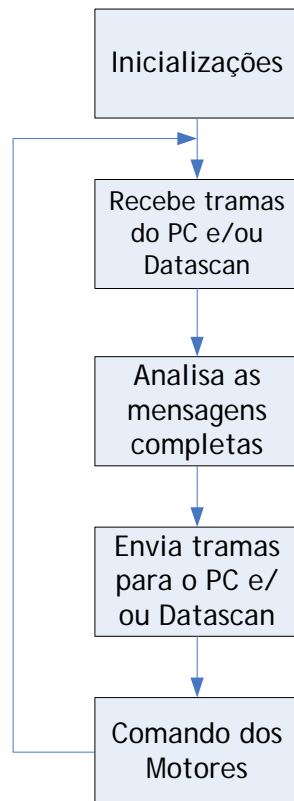 Inicializações
Recebe tramas
do PC e/ou
Datascan
Analisa as
mensagens
completas
Envia tramas
para o PC e/
ou Datascan
Comando dos
Motores